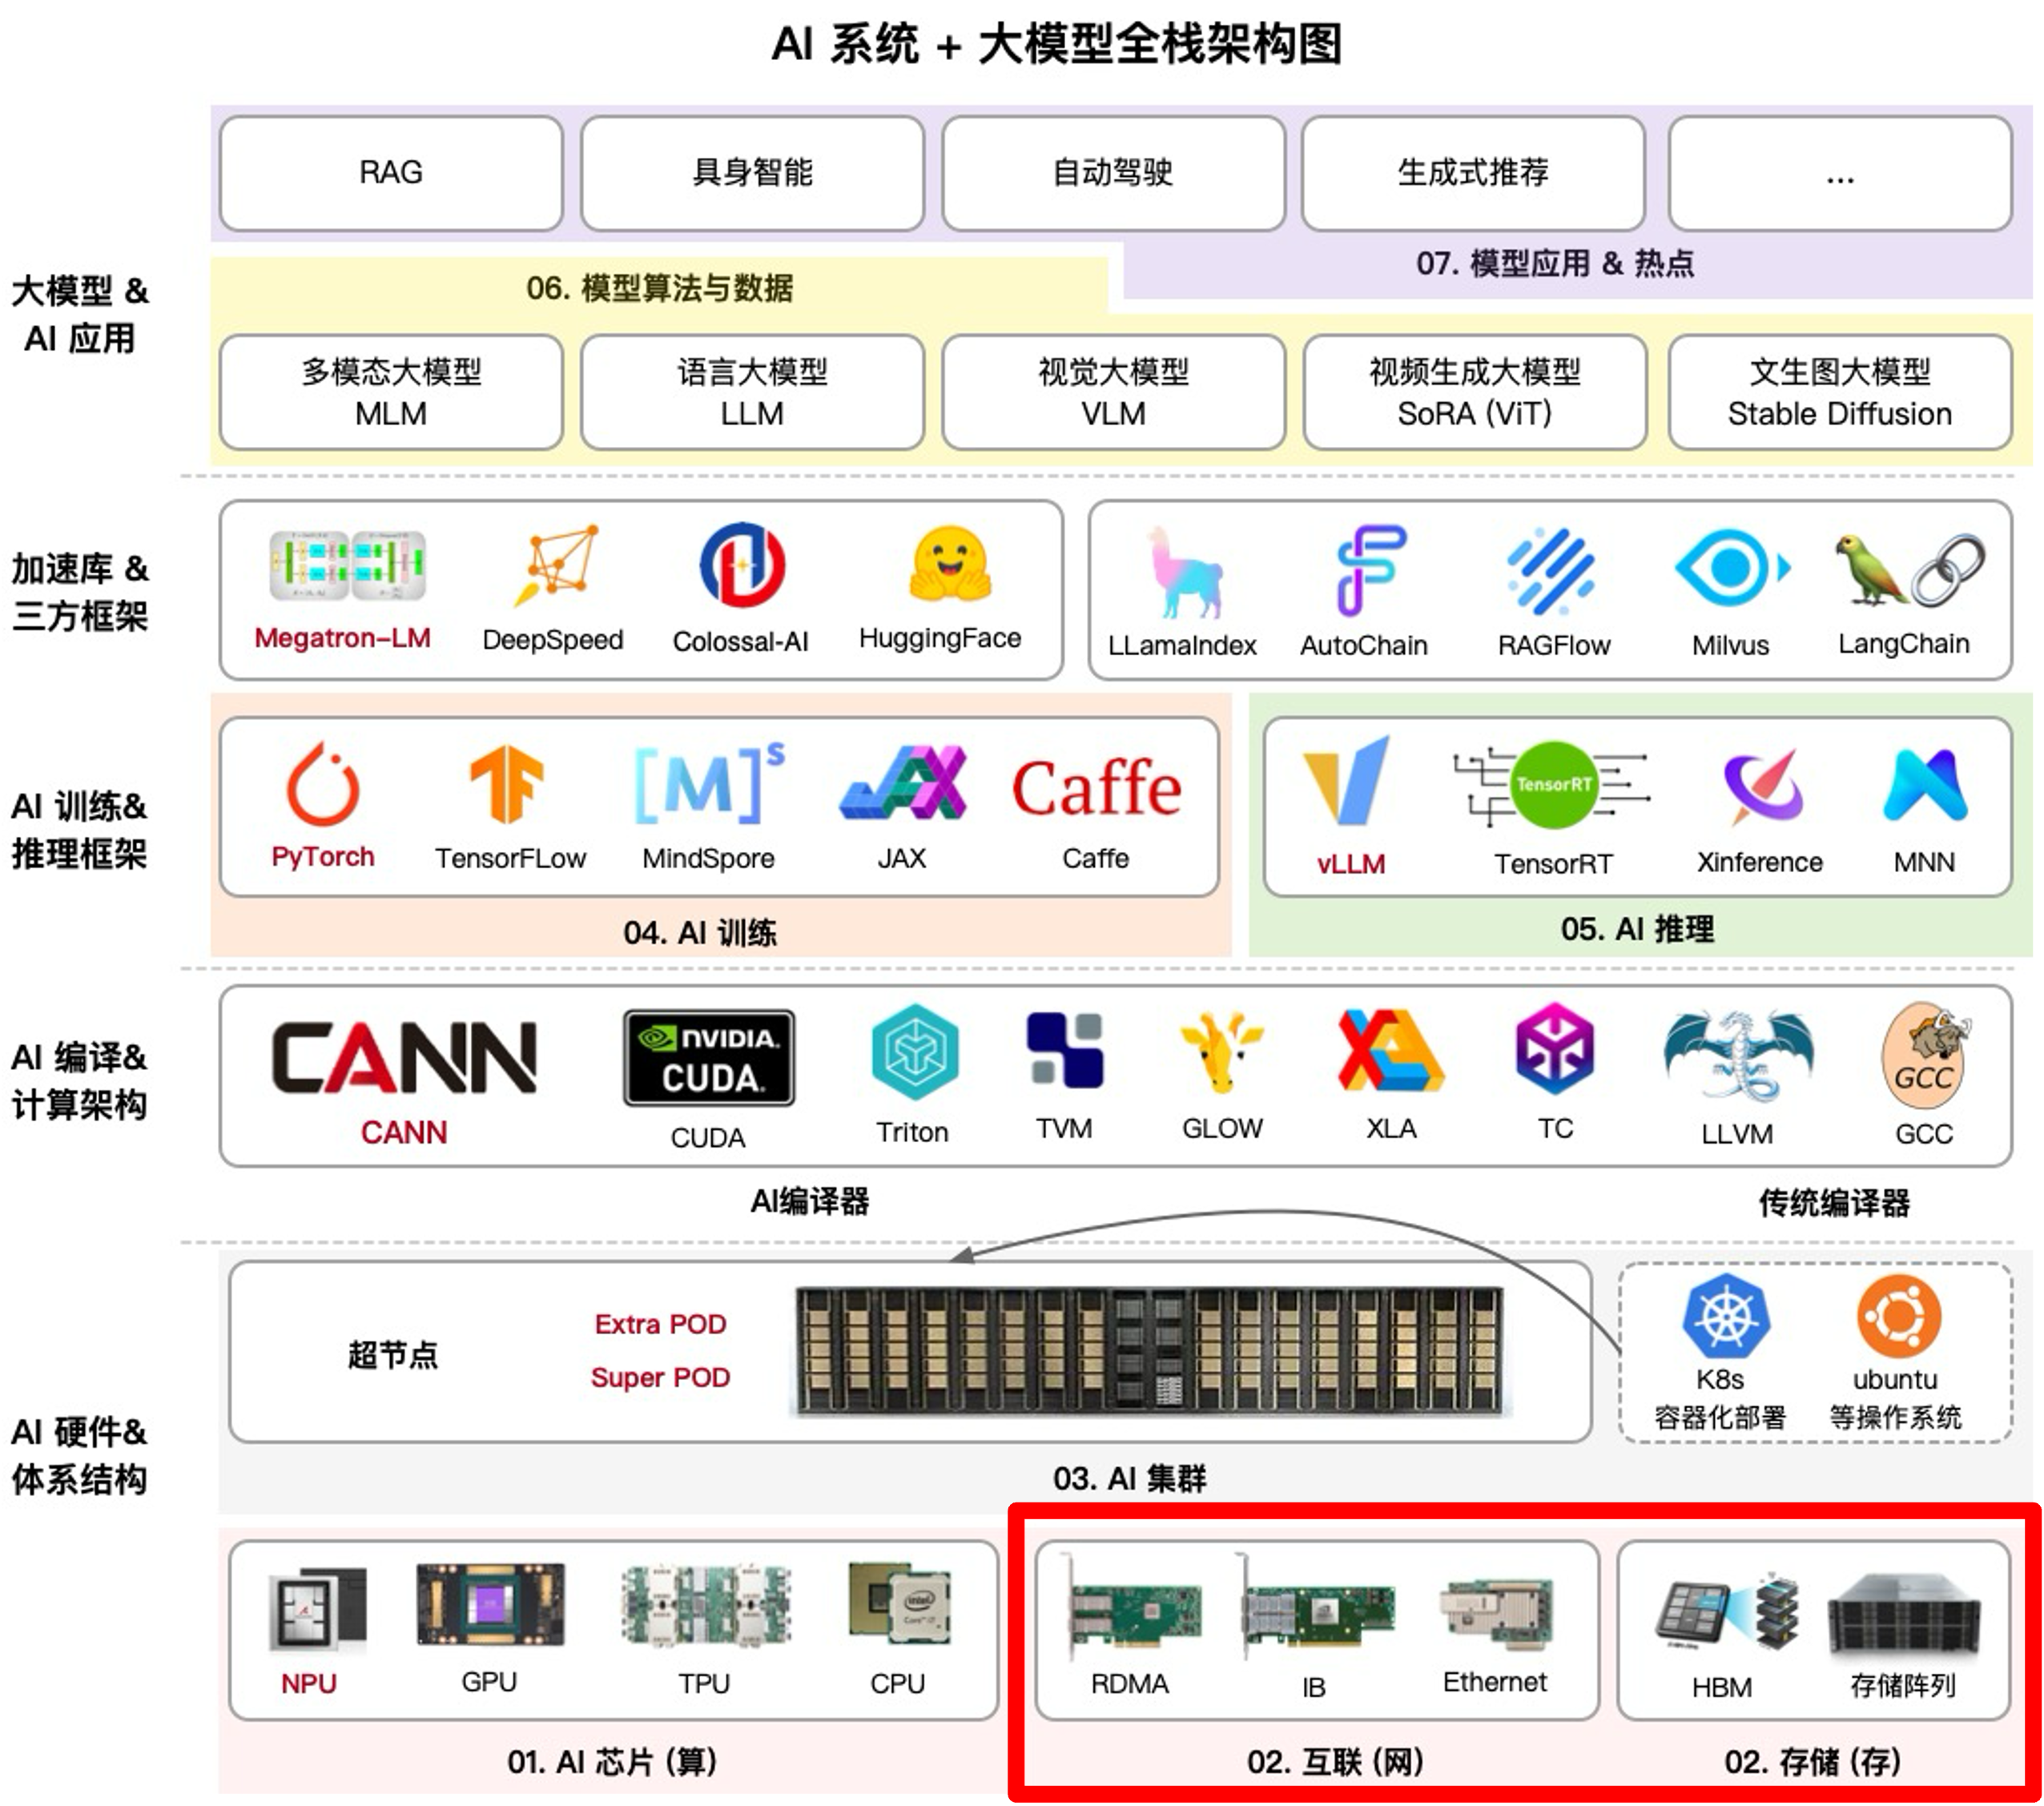 AI 系统 + 大模型全栈架构图
RAG
具身智能
自动驾驶
生成式推荐
...
07. 模型应用 & 热点
大模型 &
AI 应用
06. 模型算法与数据
多模态大模型
MLM
语言大模型
LLM
视觉大模型
VLM
视频生成大模型
SoRA (ViT)
文生图大模型
Stable Diffusion
加速库 &
三方框架
Megatron-LM
DeepSpeed
Colossal-AI
HuggingFace
LLamaIndex
AutoChain
RAGFlow
Milvus
LangChain
AI 训练&
推理框架
[M]s
JAX
Caffe
TensorRT
PyTorch
TensorFLow
MindSpore
JAX
Caffe
vLLM
TensorRT
Xinference
MNN
04. AI 训练
05. AI 推理
AI 编译&
计算架构
CANN
NVIDIA.
CUDA.
GCC
CANN
CUDA
Triton
TVM
GLOW
XLA
TC
LLVM
GCC
AI编译器
传统编译器
AI 硬件&
体系结构
超节点
Extra POD
Super POD
K8s
容器化部署
ubuntu
等操作系统
03. AI 集群
intel
NPU
GPU
TPU
CPU
RDMA
IB
Ethernet
HBM
存储阵列
01. AI 芯片 (算)
02. 互联 (网)
02. 存储 (存)